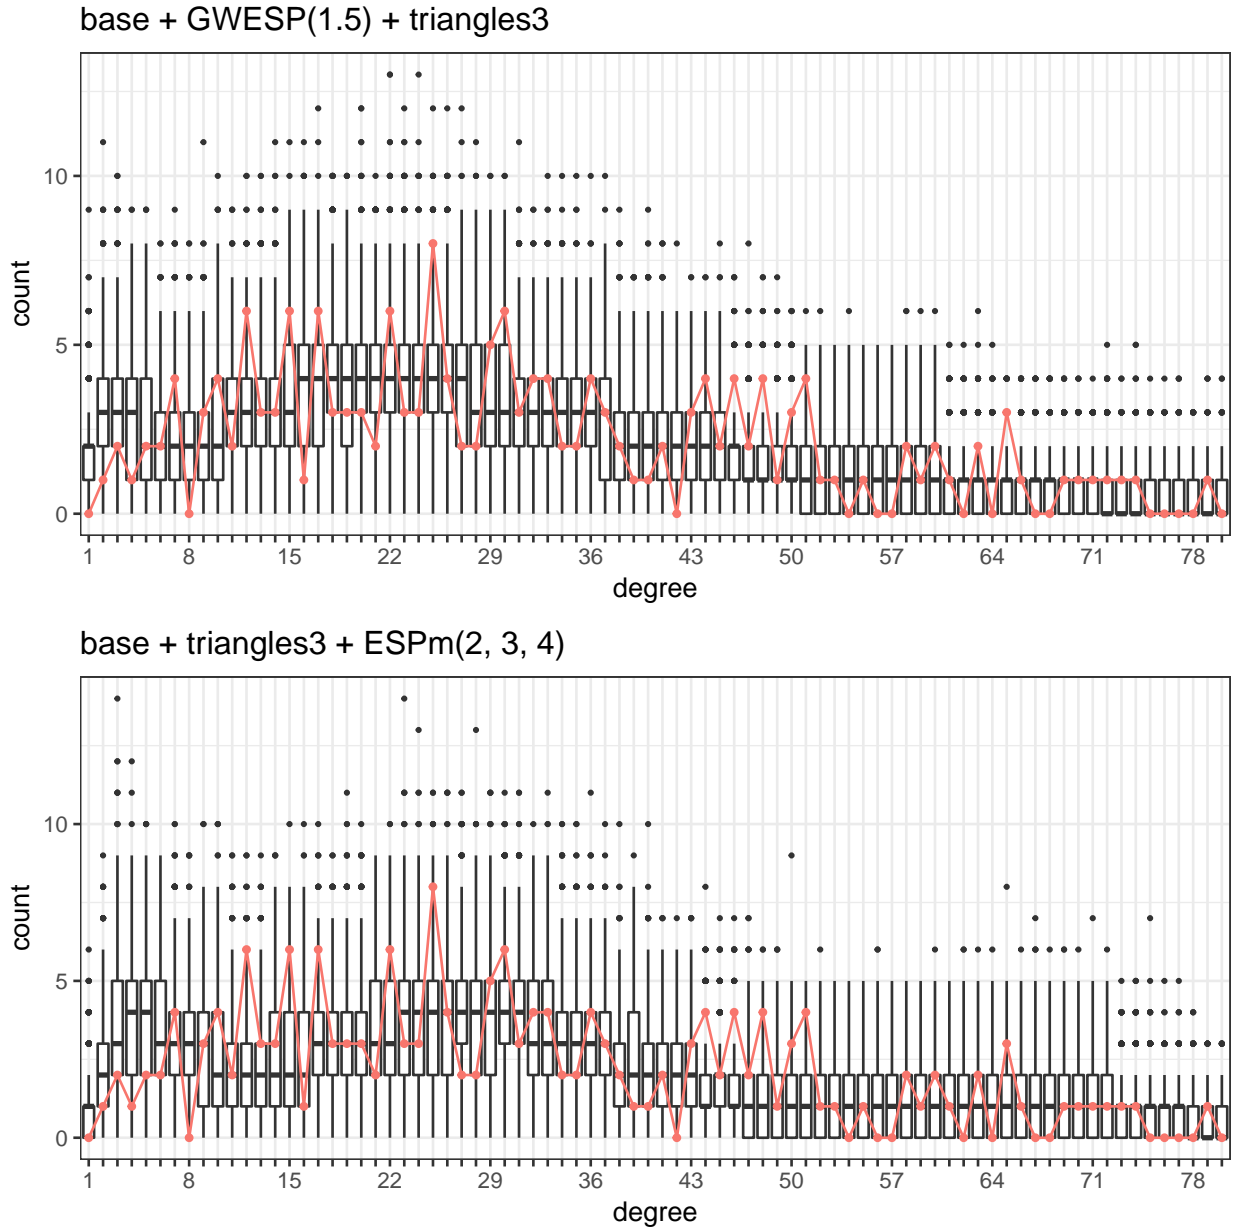 base + GWESP(1.5) + triangles3
10
5
0
count
1 8 15 22 29 36 43 50 57 64 71 78
degree
base + triangles3 + ESPm(2, 3, 4)
10
5
0
count
1 8 15 22 29 36 43 50 57 64 71 78
degree